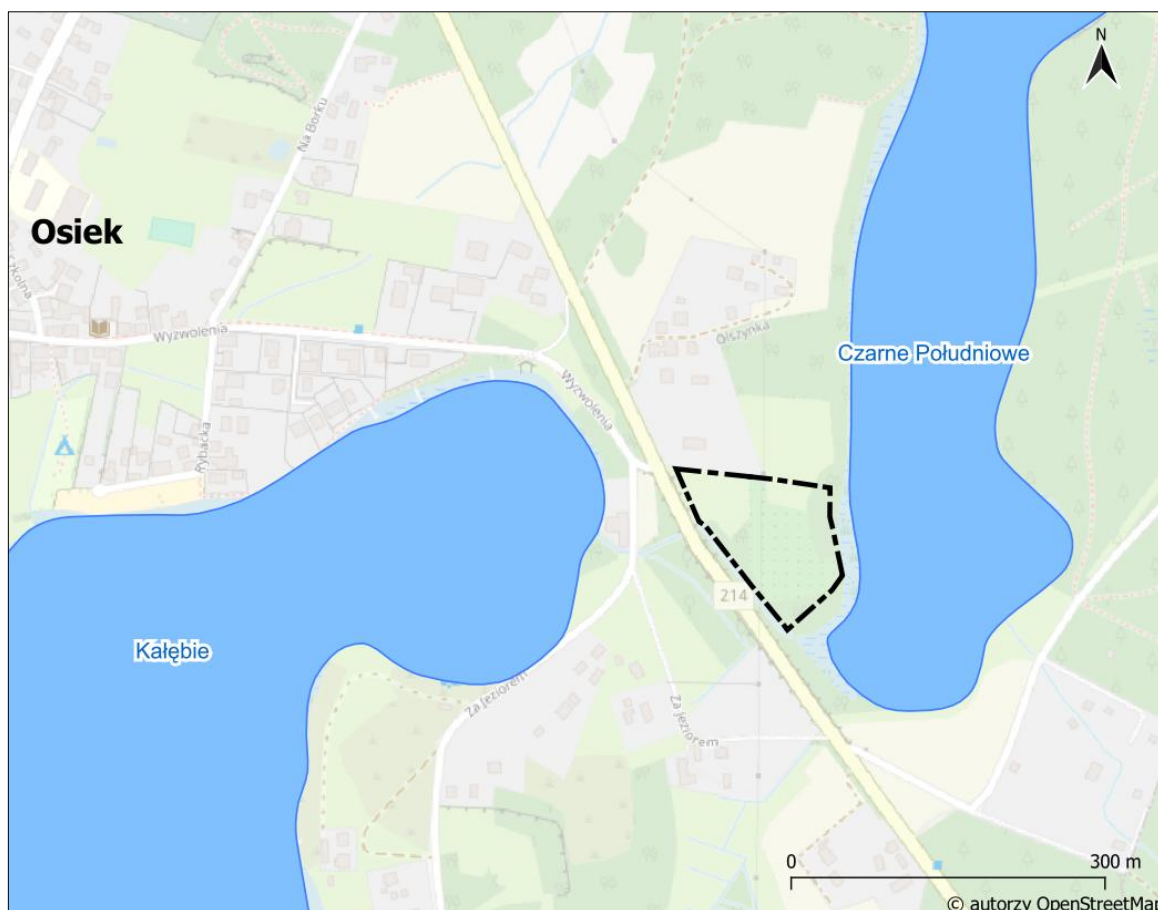 N
Na Borku
Osiek
Szkolna
Wyzwolenia
Olszynka
Czarne Południowe
Wyzwolenia
Rybacka
214
Kałębie
Za jeziorem
Za jeziorem
0 300 m
© autorzy OpenStreetMap